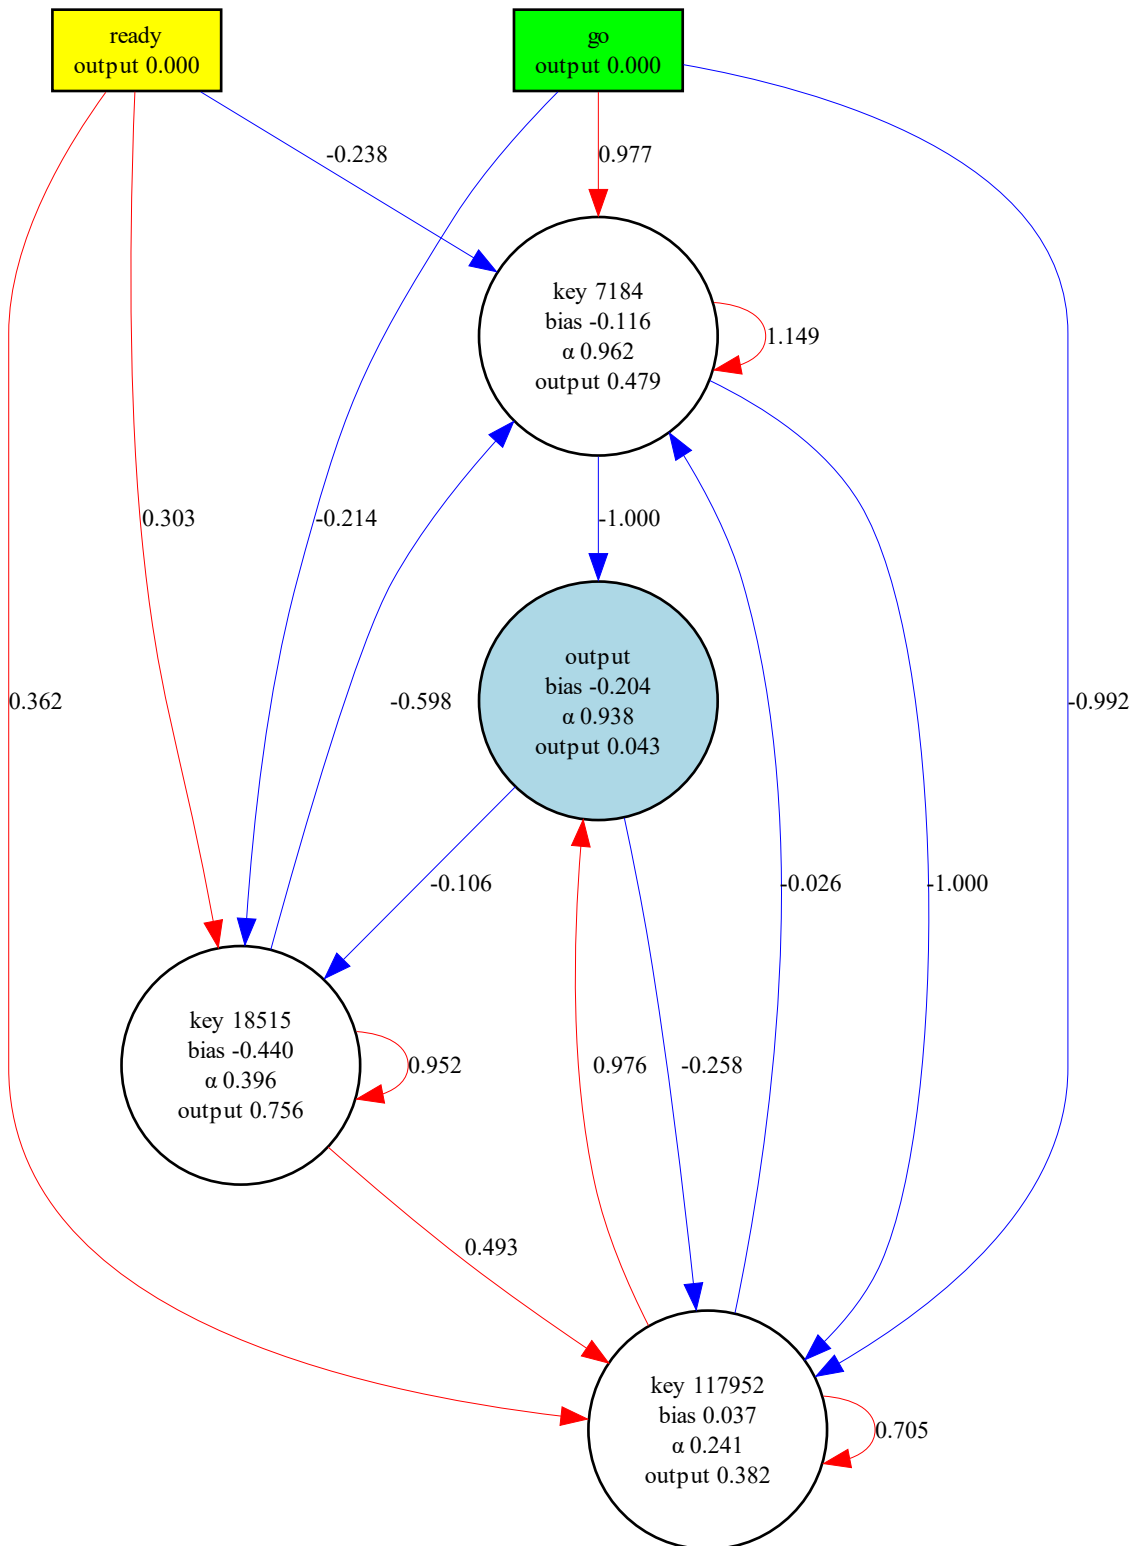 ready
output 0.000
go
output 0.000
-0.238
0.977
key 7184
bias -0.116
α 0.962
output 0.479
1.149
0.303
-0.214
-1.000
output
bias -0.204
α 0.938
output 0.043
0.362
-0.598
-0.992
-0.106
-0.026
-1.000
key 18515
bias -0.440
α 0.396
output 0.756
0.952
0.976
-0.258
0.493
key 117952
bias 0.037
α 0.241
output 0.382
0.705